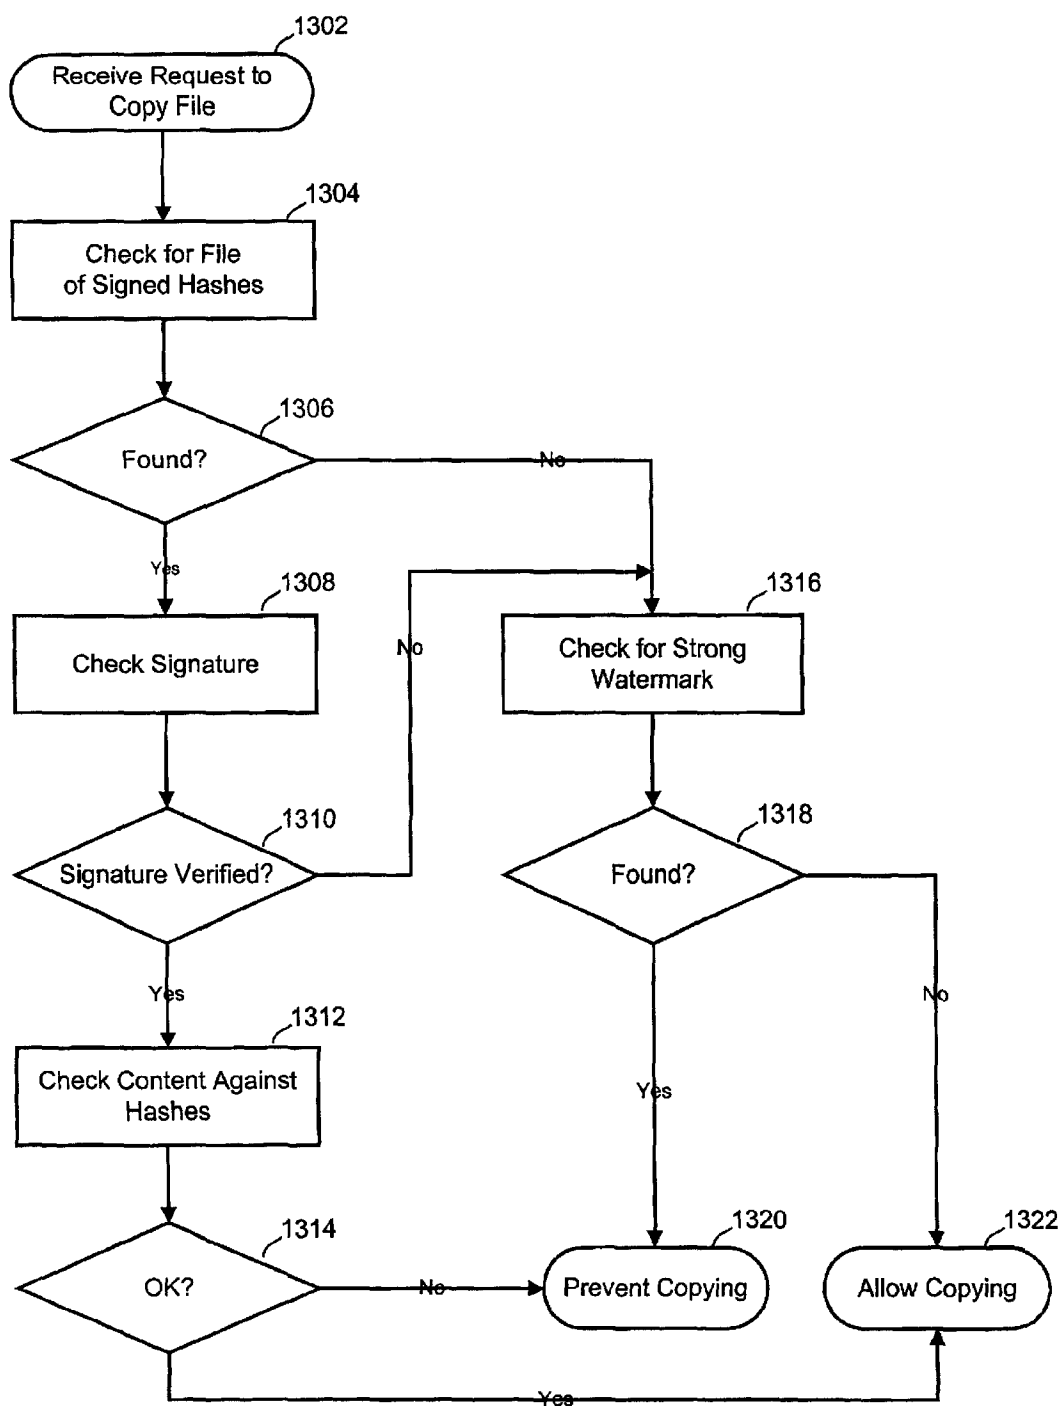 1302
Receive Request to
Copy File
1304
Check for File
of Signed Hashes
1306
Found?
No
Yes
1308
Check Signature
No
1316
Check for Strong
Watermark
1310
Signature Verified?
1318
Found?
Yes
No
1312
Check Content Against
Hashes
Yes
1314
OK?
No
1320
Prevent Copying
1322
Allow Copying
Yes